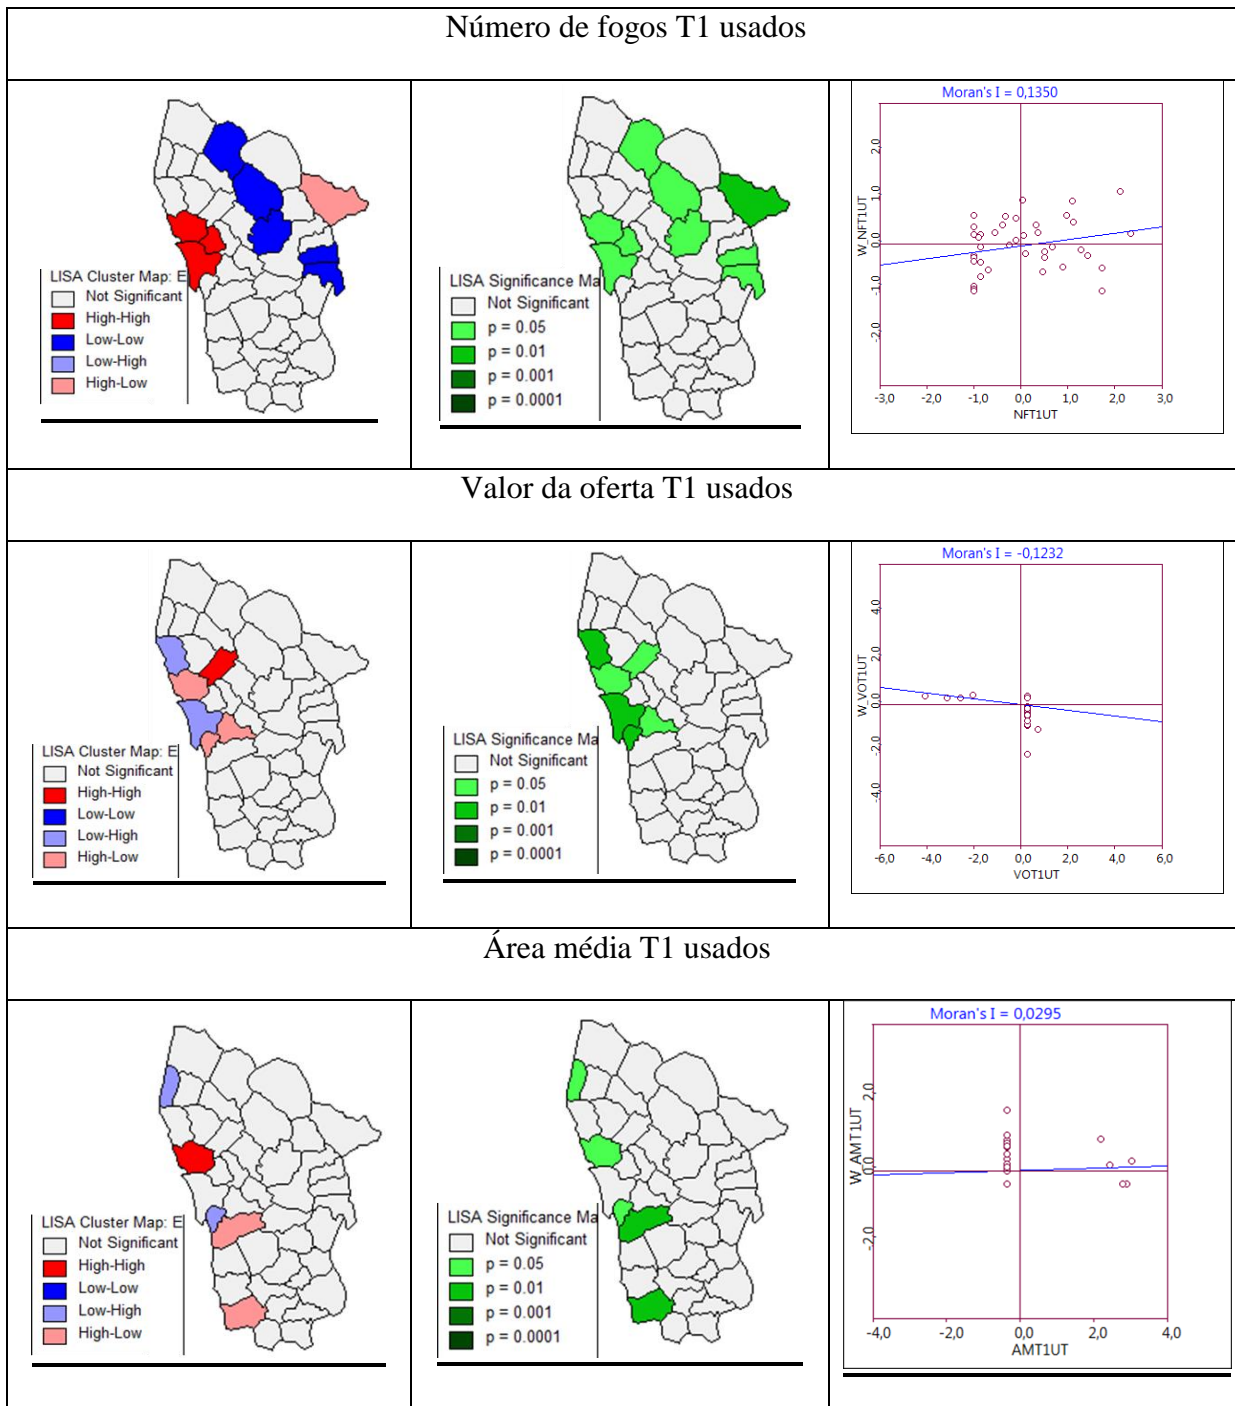 Número de fogos T1 usados
LISA Cluster Map: E
Not Significant
High-High
Low-Low
Low-High
High-Low
LISA Significance Ma
Not Significant
p = 0.05
p = 0.01
p = 0.001
p = 0.0001
Moran's I = 0,1350
W_NFT1UT
2,0
1,0
0,0
-1,0
-2,0
-3,0 -2,0 -1,0 0,0 1,0 2,0 3,0
NFT1UT
Valor da oferta T1 usados
LISA Cluster Map: E
Not Significant
High-High
Low-Low
Low-High
High-Low
LISA Significance Ma
Not Significant
p = 0.05
p = 0.01
p = 0.001
p = 0.0001
Moran's I = -0,1232
W_VOT1UT
4,0
2,0
0,0
-2,0
-4,0
-6,0 -4,0 -2,0 0,0 2,0 4,0 6,0
VOT1UT
Área média T1 usados
LISA Cluster Map: E
Not Significant
High-High
Low-Low
Low-High
High-Low
LISA Significance Ma
Not Significant
p = 0.05
p = 0.01
p = 0.001
p = 0.0001
Moran's I = 0,0295
W_AMT1UT
2,0
0,0
-2,0
-4,0 -2,0 0,0 2,0 4,0
AMT1UT